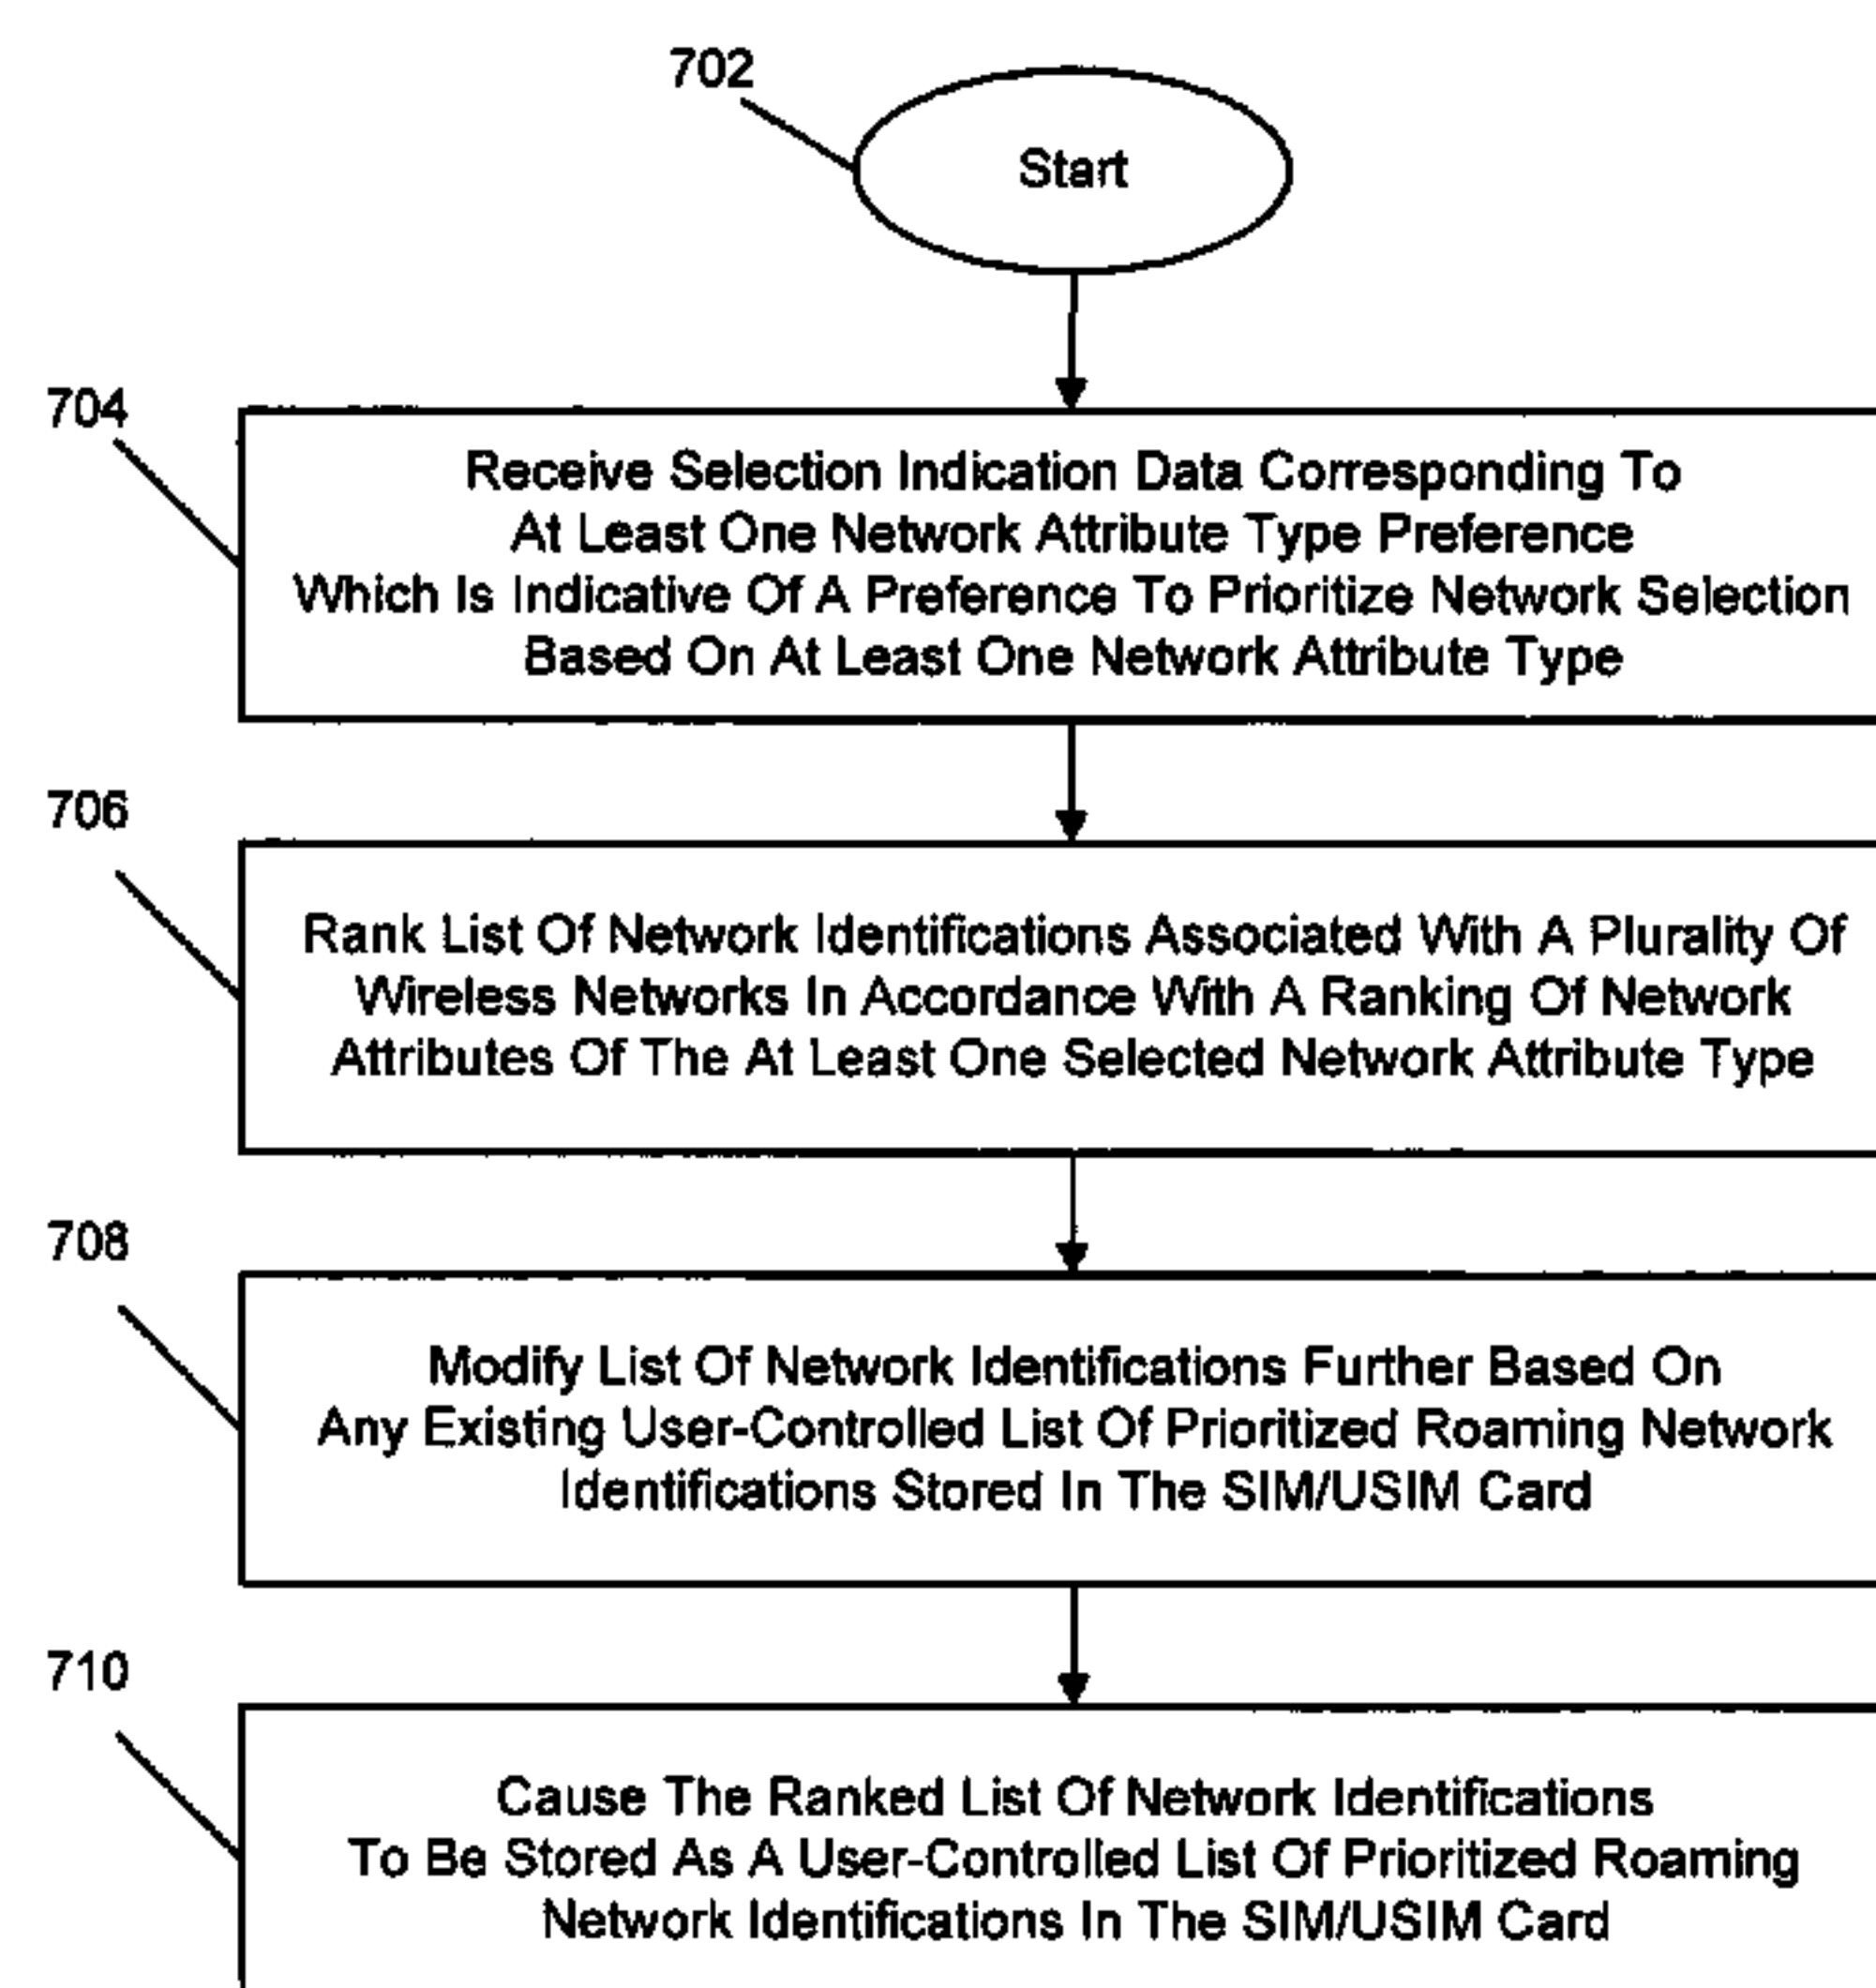 702
Start
704
Receive Selection Indication Data Corresponding To
At Least One Network Attribute Type Preference
Which Is Indicative Of A Preference To Prioritize Network Selection
Based On At Least One Network Attribute Type
706
Rank List Of Network Identifications Associated With A Plurality Of
Wireless Networks In Accordance With A Ranking Of Network
Attributes Of The At Least One Selected Network Attribute Type
708
Modify List Of Network Identifications Further Based On
Any Existing User-Controlled List Of Prioritized Roaming Network
Identifications Stored In The SIM/USIM Card
710
Cause The Ranked List Of Network Identifications
To Be Stored As A User-Controlled List Of Prioritized Roaming
Network Identifications In The SIM/USIM Card